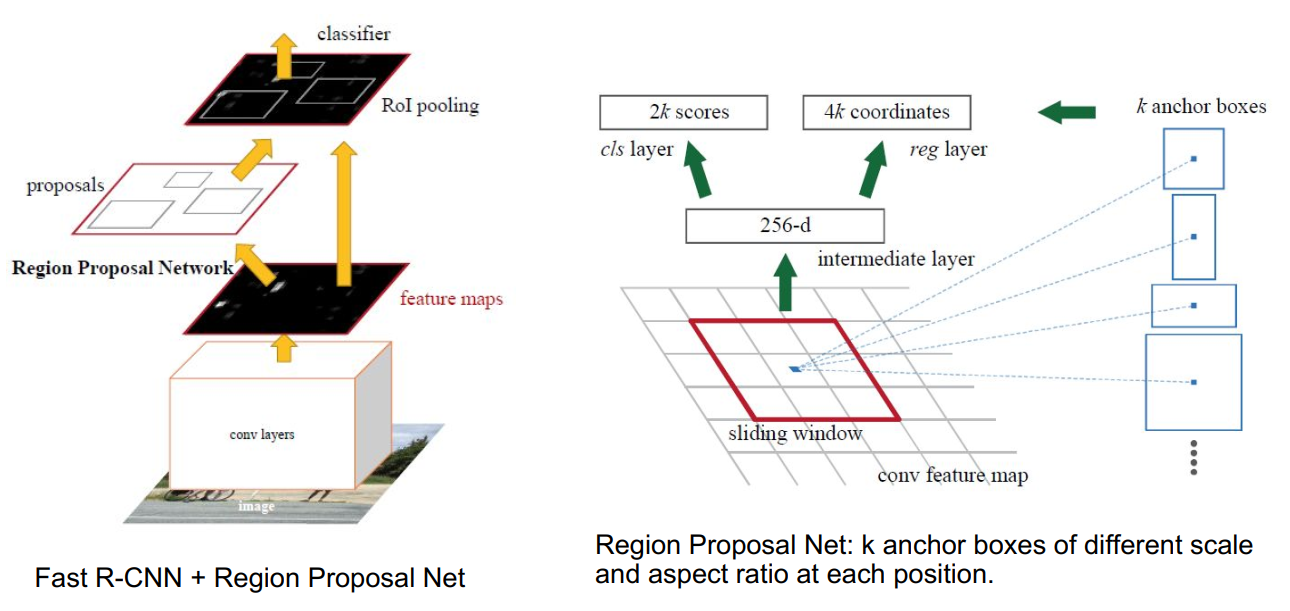 classifier
RoI pooling
proposals
Region Proposal Network
feature maps
conv layers
image
Fast R-CNN + Region Proposal Net
2k scores
4k coordinates
k anchor boxes
cls layer
reg layer
256-d
intermediate layer
sliding window
conv feature map
Region Proposal Net: k anchor boxes of different scale
and aspect ratio at each position.